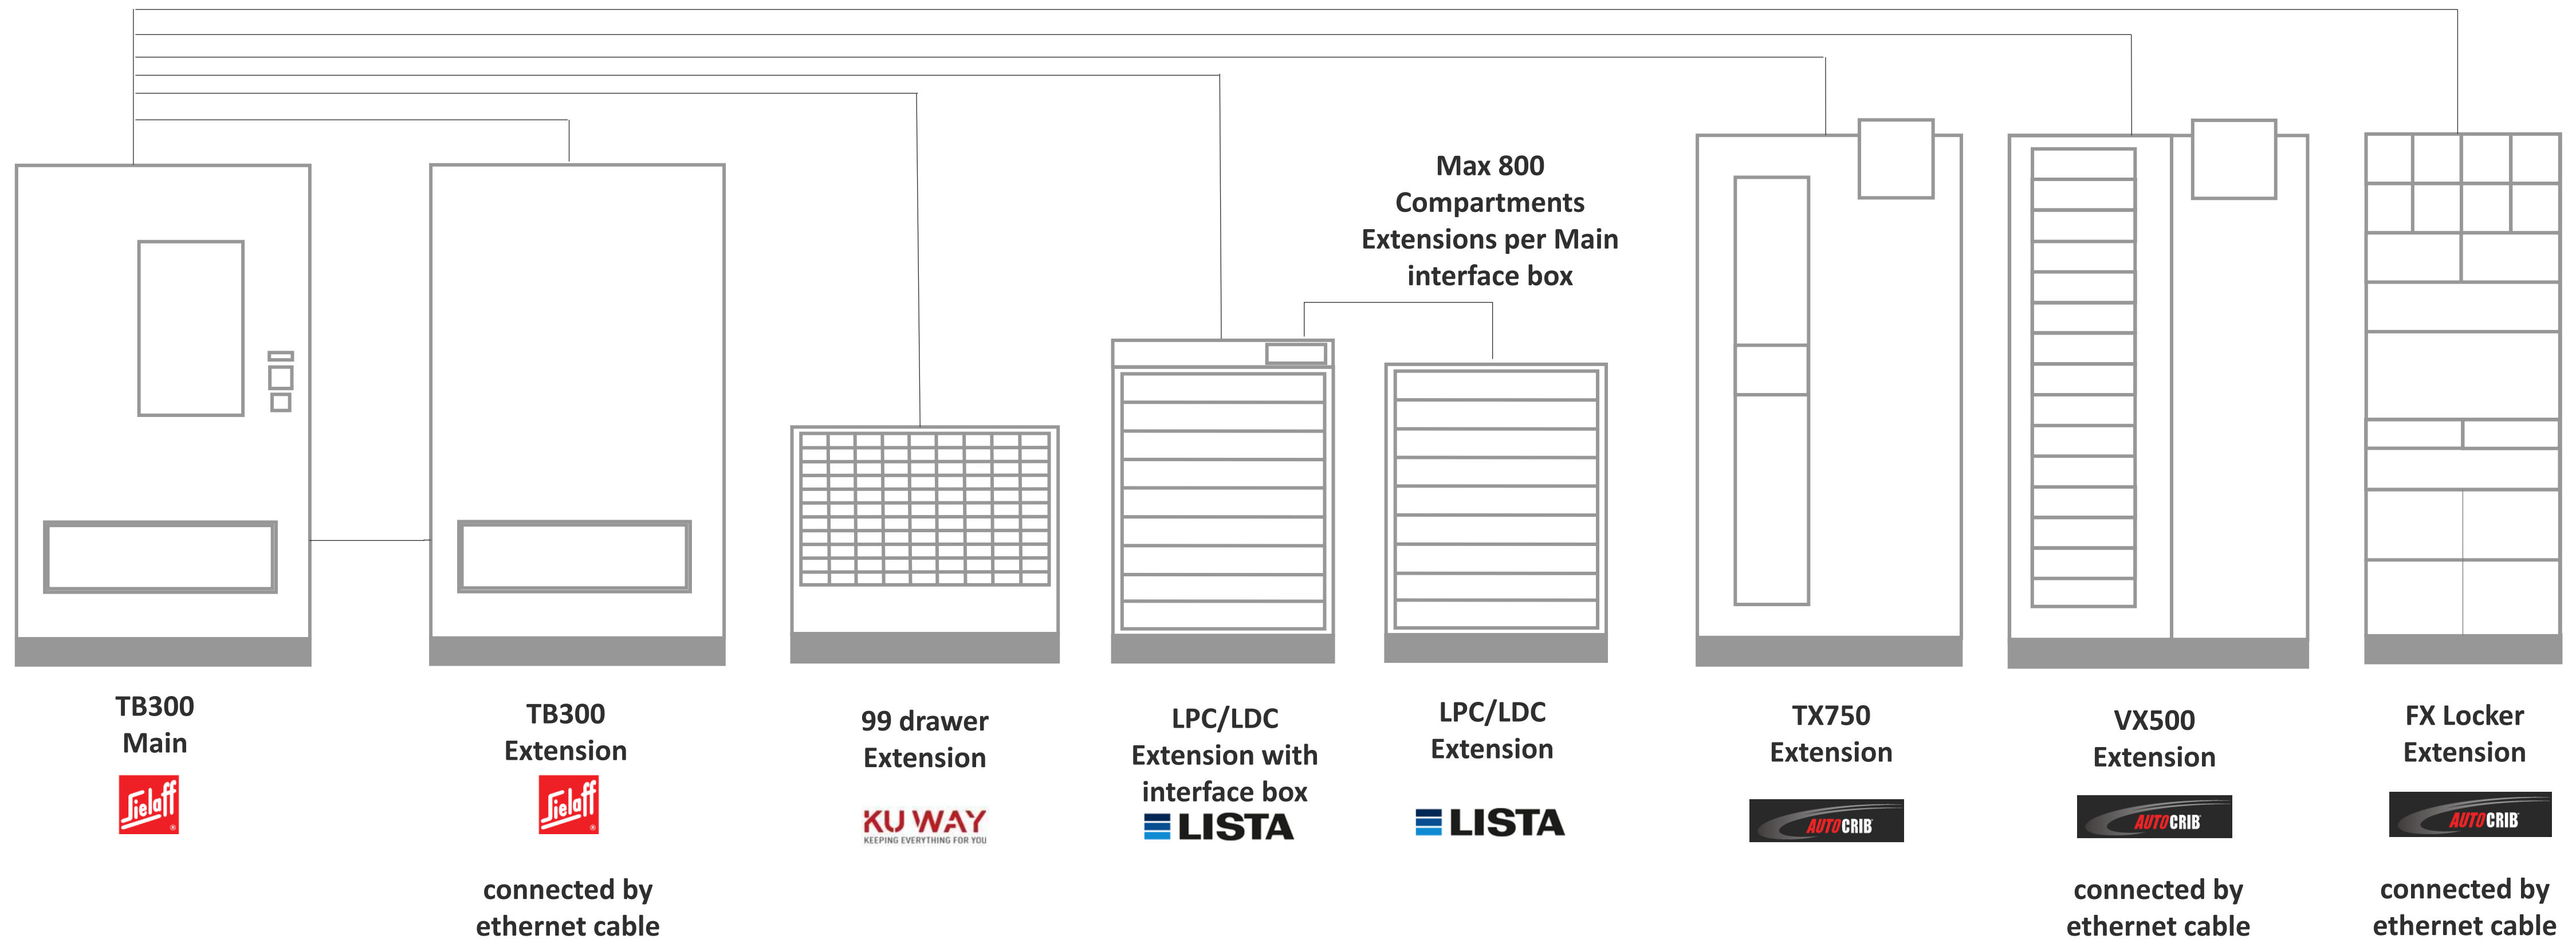 Max 800
Compartments
Extensions per Main
interface box
TB300
Main
Sielaff
®
TB300
Extension
Sielaff
®
connected by
ethernet cable
99 drawer
Extension
KU WAY
KEEPING EVERYTHING FOR YOU
LPC/LDC
Extension with
interface box
LISTA
LPC/LDC
Extension
LISTA
TX750
Extension
AUTOCRIB
VX500
Extension
AUTOCRIB
connected by
ethernet cable
FX Locker
Extension
AUTOCRIB
connected by
ethernet cable